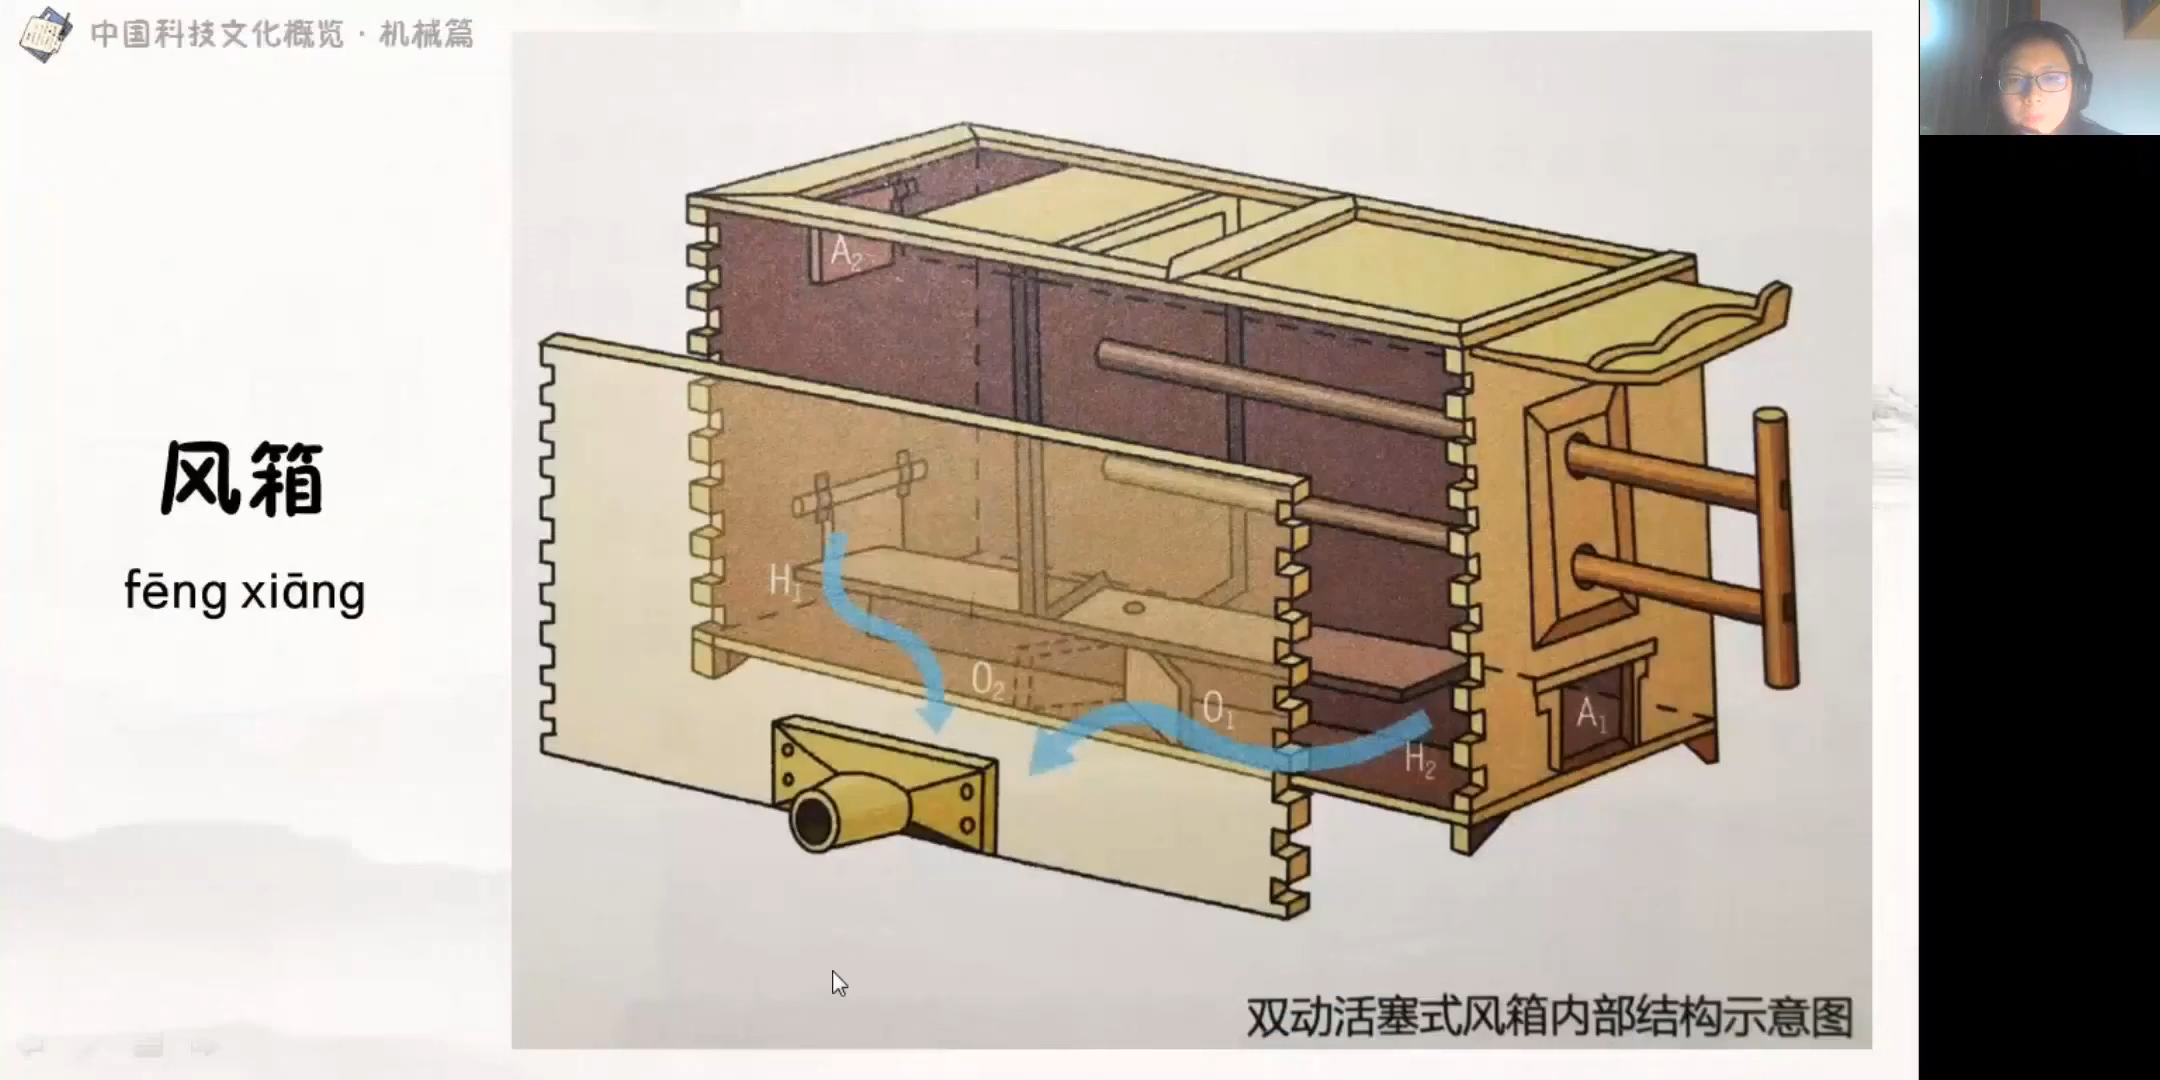 中国科技文化概览·机械篇
风箱
fēng xiāng
A₂
H₁
O₂
O₁
H₂
A₁
双动活塞式风箱内部结构示意图